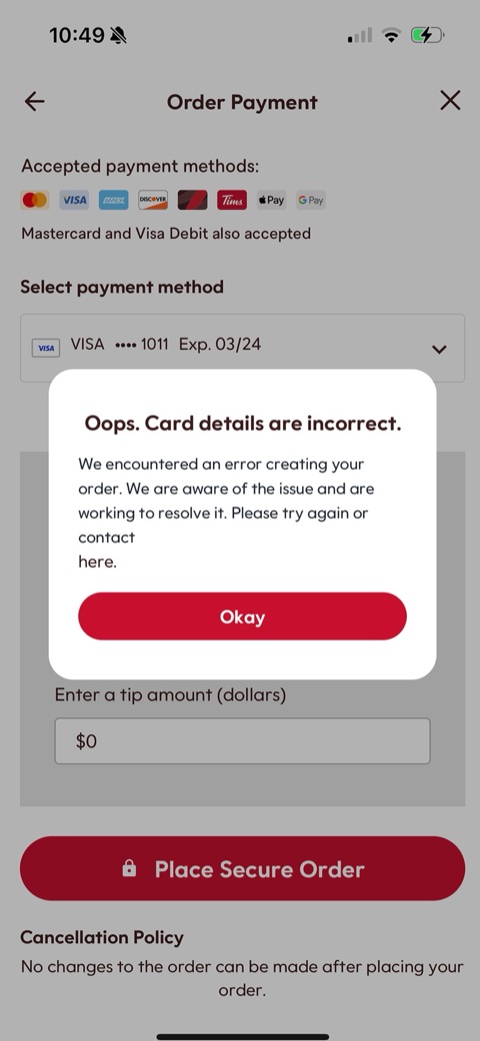 10:49
Order Payment
Accepted payment methods:
VISA AMEX DISCOVER Tims Pay G Pay
Mastercard and Visa Debit also accepted
Select payment method
VISA VISA •••• 1011 Exp. 03/24
Oops. Card details are incorrect.
We encountered an error creating your
order. We are aware of the issue and are
working to resolve it. Please try again or
contact
here.
Okay
Enter a tip amount (dollars)
$0
Place Secure Order
Cancellation Policy
No changes to the order can be made after placing your
order.